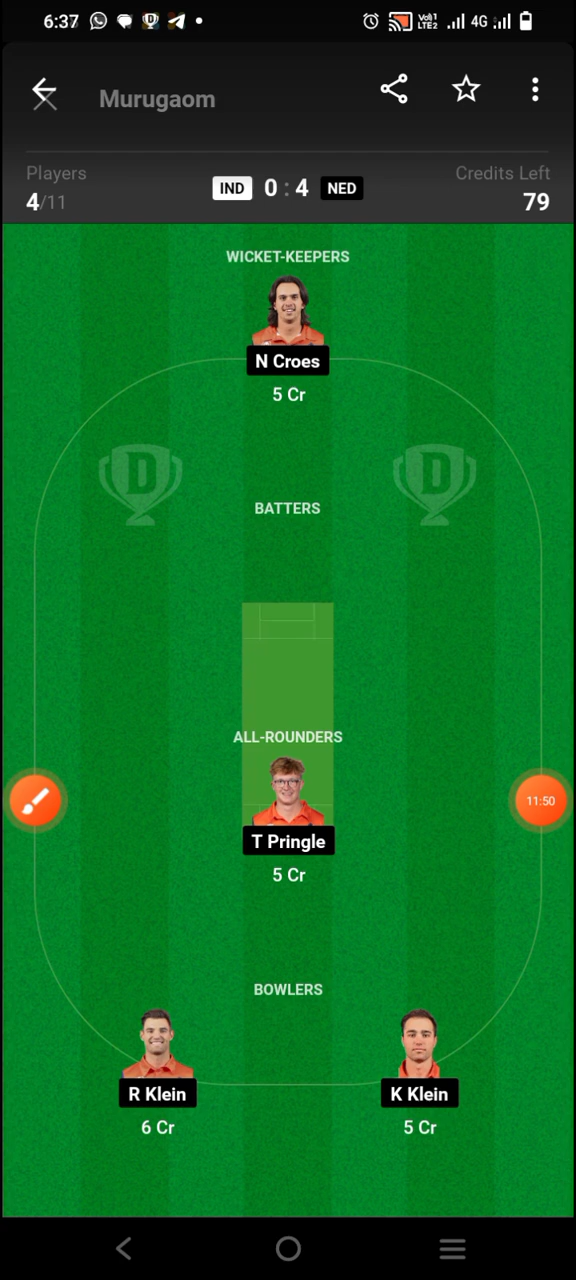 6:37
Vo)) 1
LTE2
4G
Murugaom
Players
4/11
IND 0 : 4 NED
Credits Left
79
WICKET-KEEPERS
N Croes
5 Cr
D
D
BATTERS
ALL-ROUNDERS
T Pringle
5 Cr
11:50
BOWLERS
R Klein
6 Cr
K Klein
5 Cr